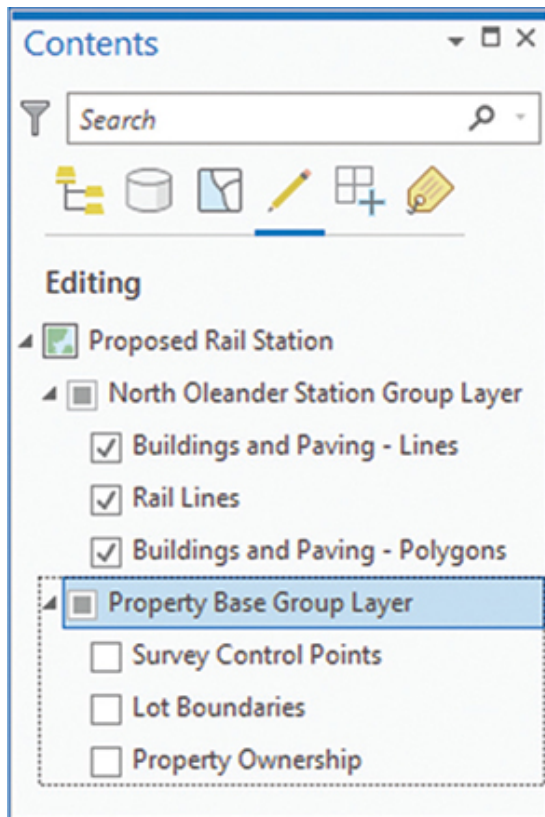 Contents
Search
Editing
Proposed Rail Station
North Oleander Station Group Layer
Buildings and Paving - Lines
Rail Lines
Buildings and Paving - Polygons
Property Base Group Layer
Survey Control Points
Lot Boundaries
Property Ownership